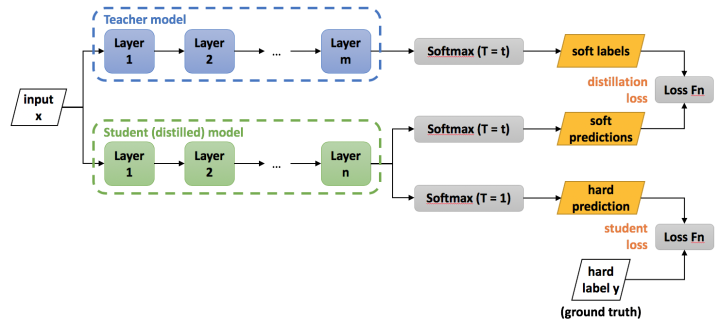 Teacher model
Layer
1
Layer
2
...
Layer
m
Softmax (T = t)
soft labels
distillation
loss
Loss Fn
input
x
Student (distilled) model
Layer
1
Layer
2
...
Layer
n
Softmax (T = t)
soft
predictions
Softmax (T = 1)
hard
prediction
student
loss
Loss Fn
hard
label y
(ground truth)